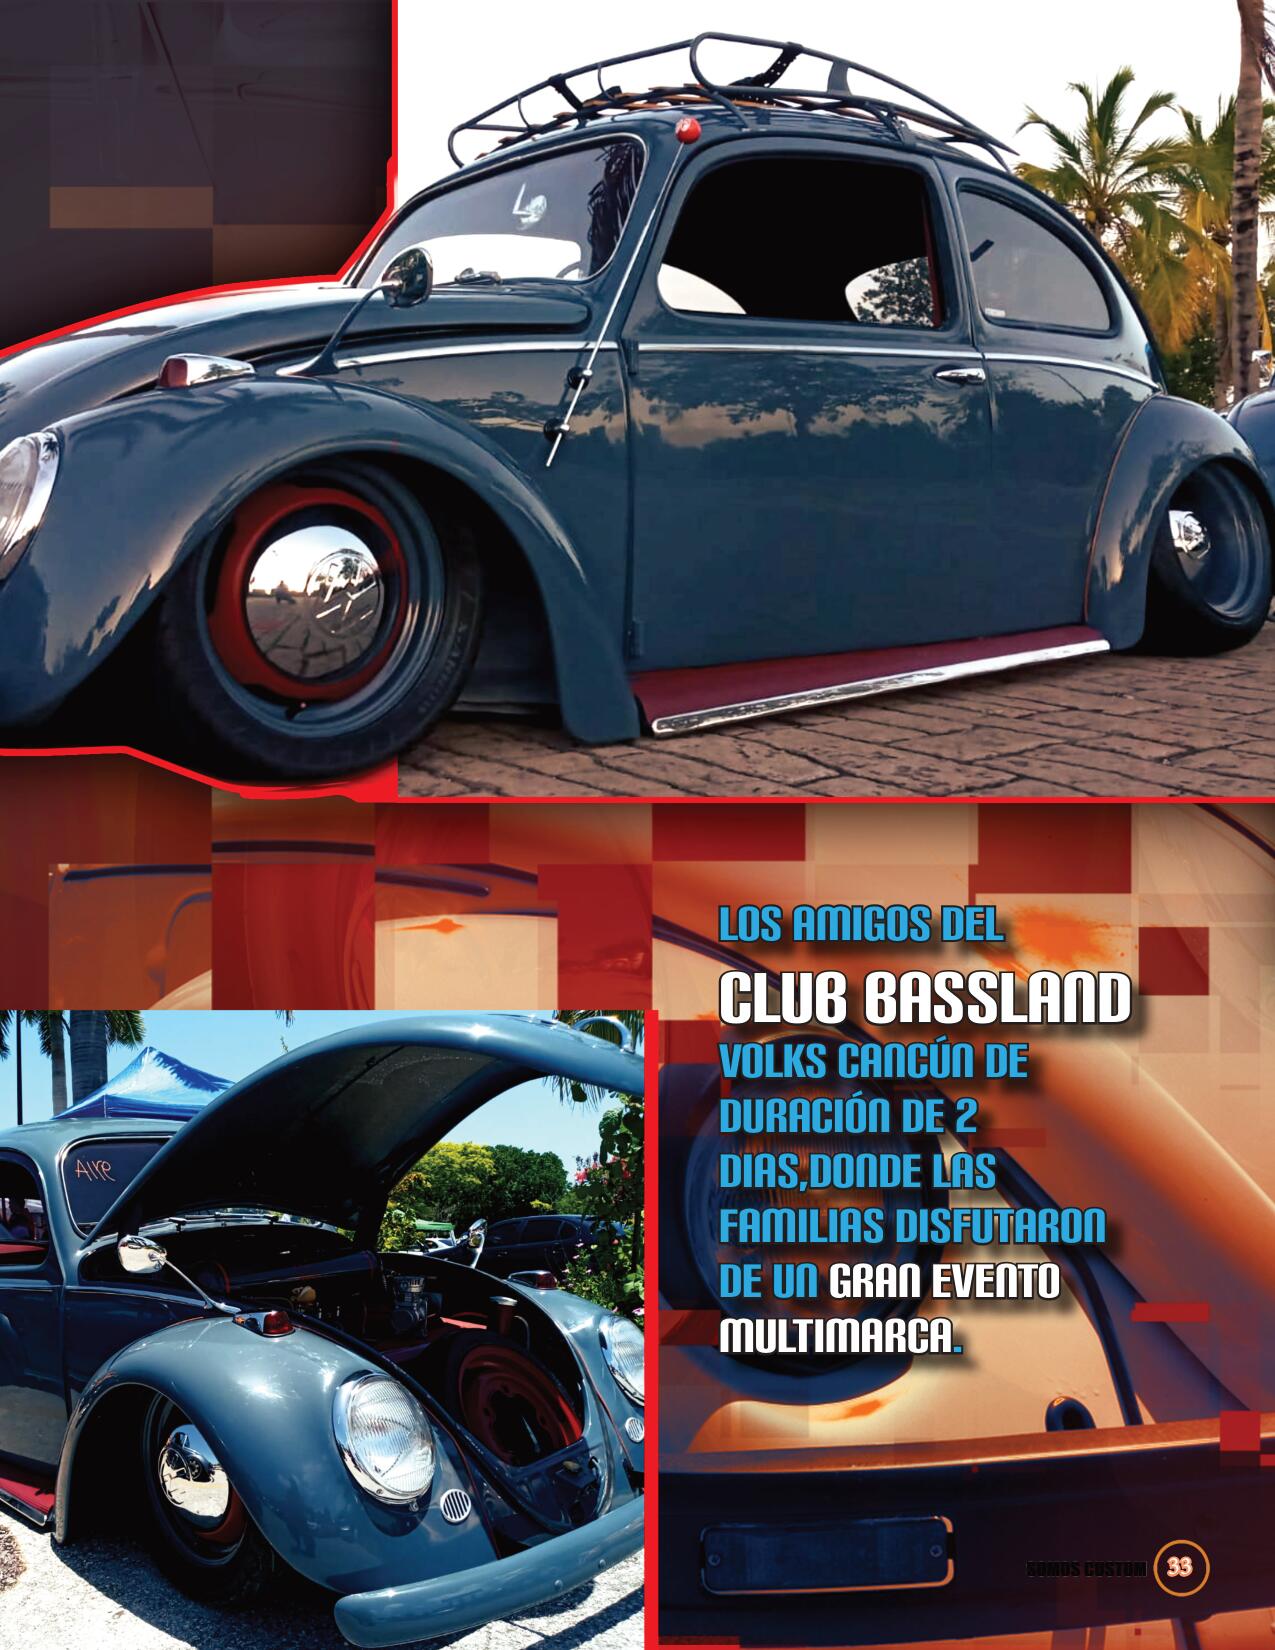 Aire
LOS AMIGOS DEL
CLUB BASSLAND
VOLKS CANCÚN DE
DURACIÓN DE 2
DIAS,DONDE LAS
FAMILIAS DISFUTARON
DE UN GRAN EVENTO
MULTIMARCA.
SOMOS CUSTOM 33